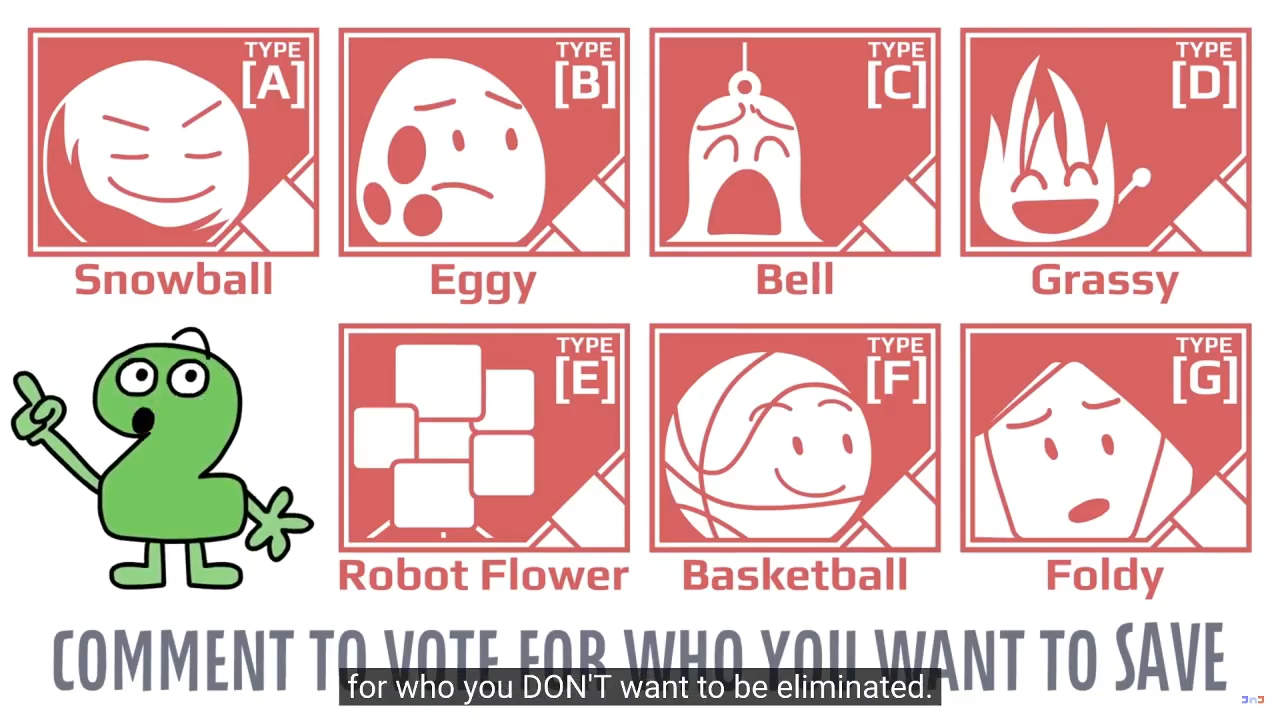 TYPE
[A]
TYPE
[B]
TYPE
[C]
TYPE
[D]
Snowball
Eggy
Bell
Grassy
TYPE
[E]
TYPE
[F]
TYPE
[G]
Robot Flower
Basketball
Foldy
COMMENT TO VOTE FOR WHO YOU WANT TO SAVE
for who you DON'T want to be eliminated.
JnJ